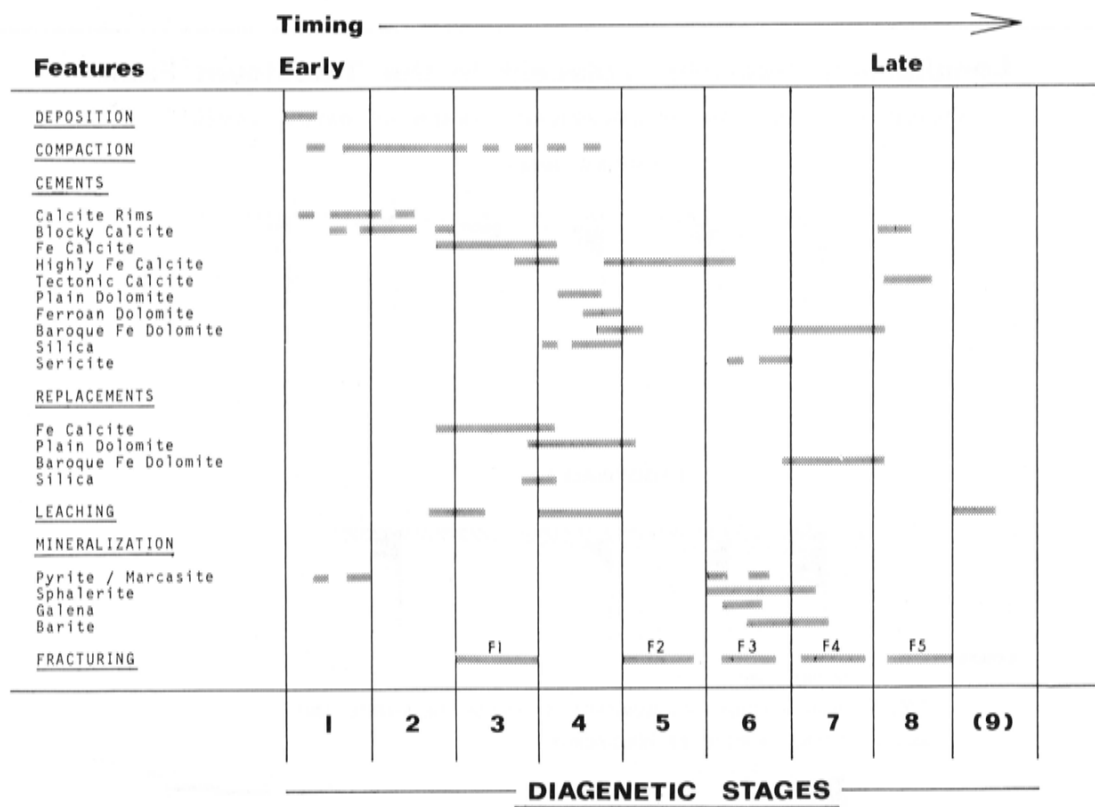 Timing
Features Early Late
DEPOSITION
COMPACTION
CEMENTS
Calcite Rims
Blocky Calcite
Fe Calcite
Highly Fe Calcite
Tectonic Calcite
Plain Dolomite
Ferroan Dolomite
Baroque Fe Dolomite
Silica
Sericite
REPLACEMENTS
Fe Calcite
Plain Dolomite
Baroque Fe Dolomite
Silica
LEACHING
MINERALIZATION
Pyrite / Marcasite
Sphalerite
Galena
Barite
FRACTURING F1 F2 F3 F4 F5
1 2 3 4 5 6 7 8 (9)
DIAGENETIC STAGES